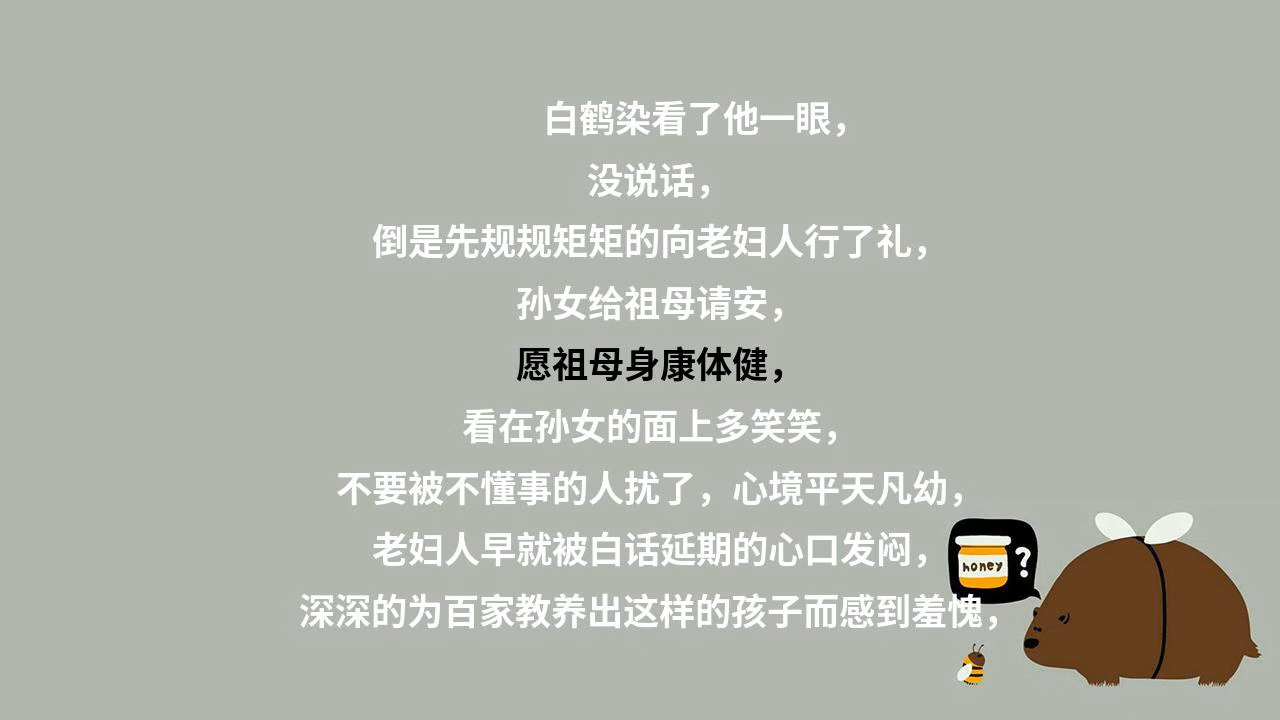 白鹤染看了他一眼，
没说话，
倒是先规规矩矩的向老妇人行了礼，
孙女给祖母请安，
愿祖母身康体健，
看在孙女的面上多笑笑，
不要被不懂事的人扰了，心境平天凡幼，
老妇人早就被白话延期的心口发闷，
深深的为百家教养出这样的孩子而感到羞愧，
honey
?